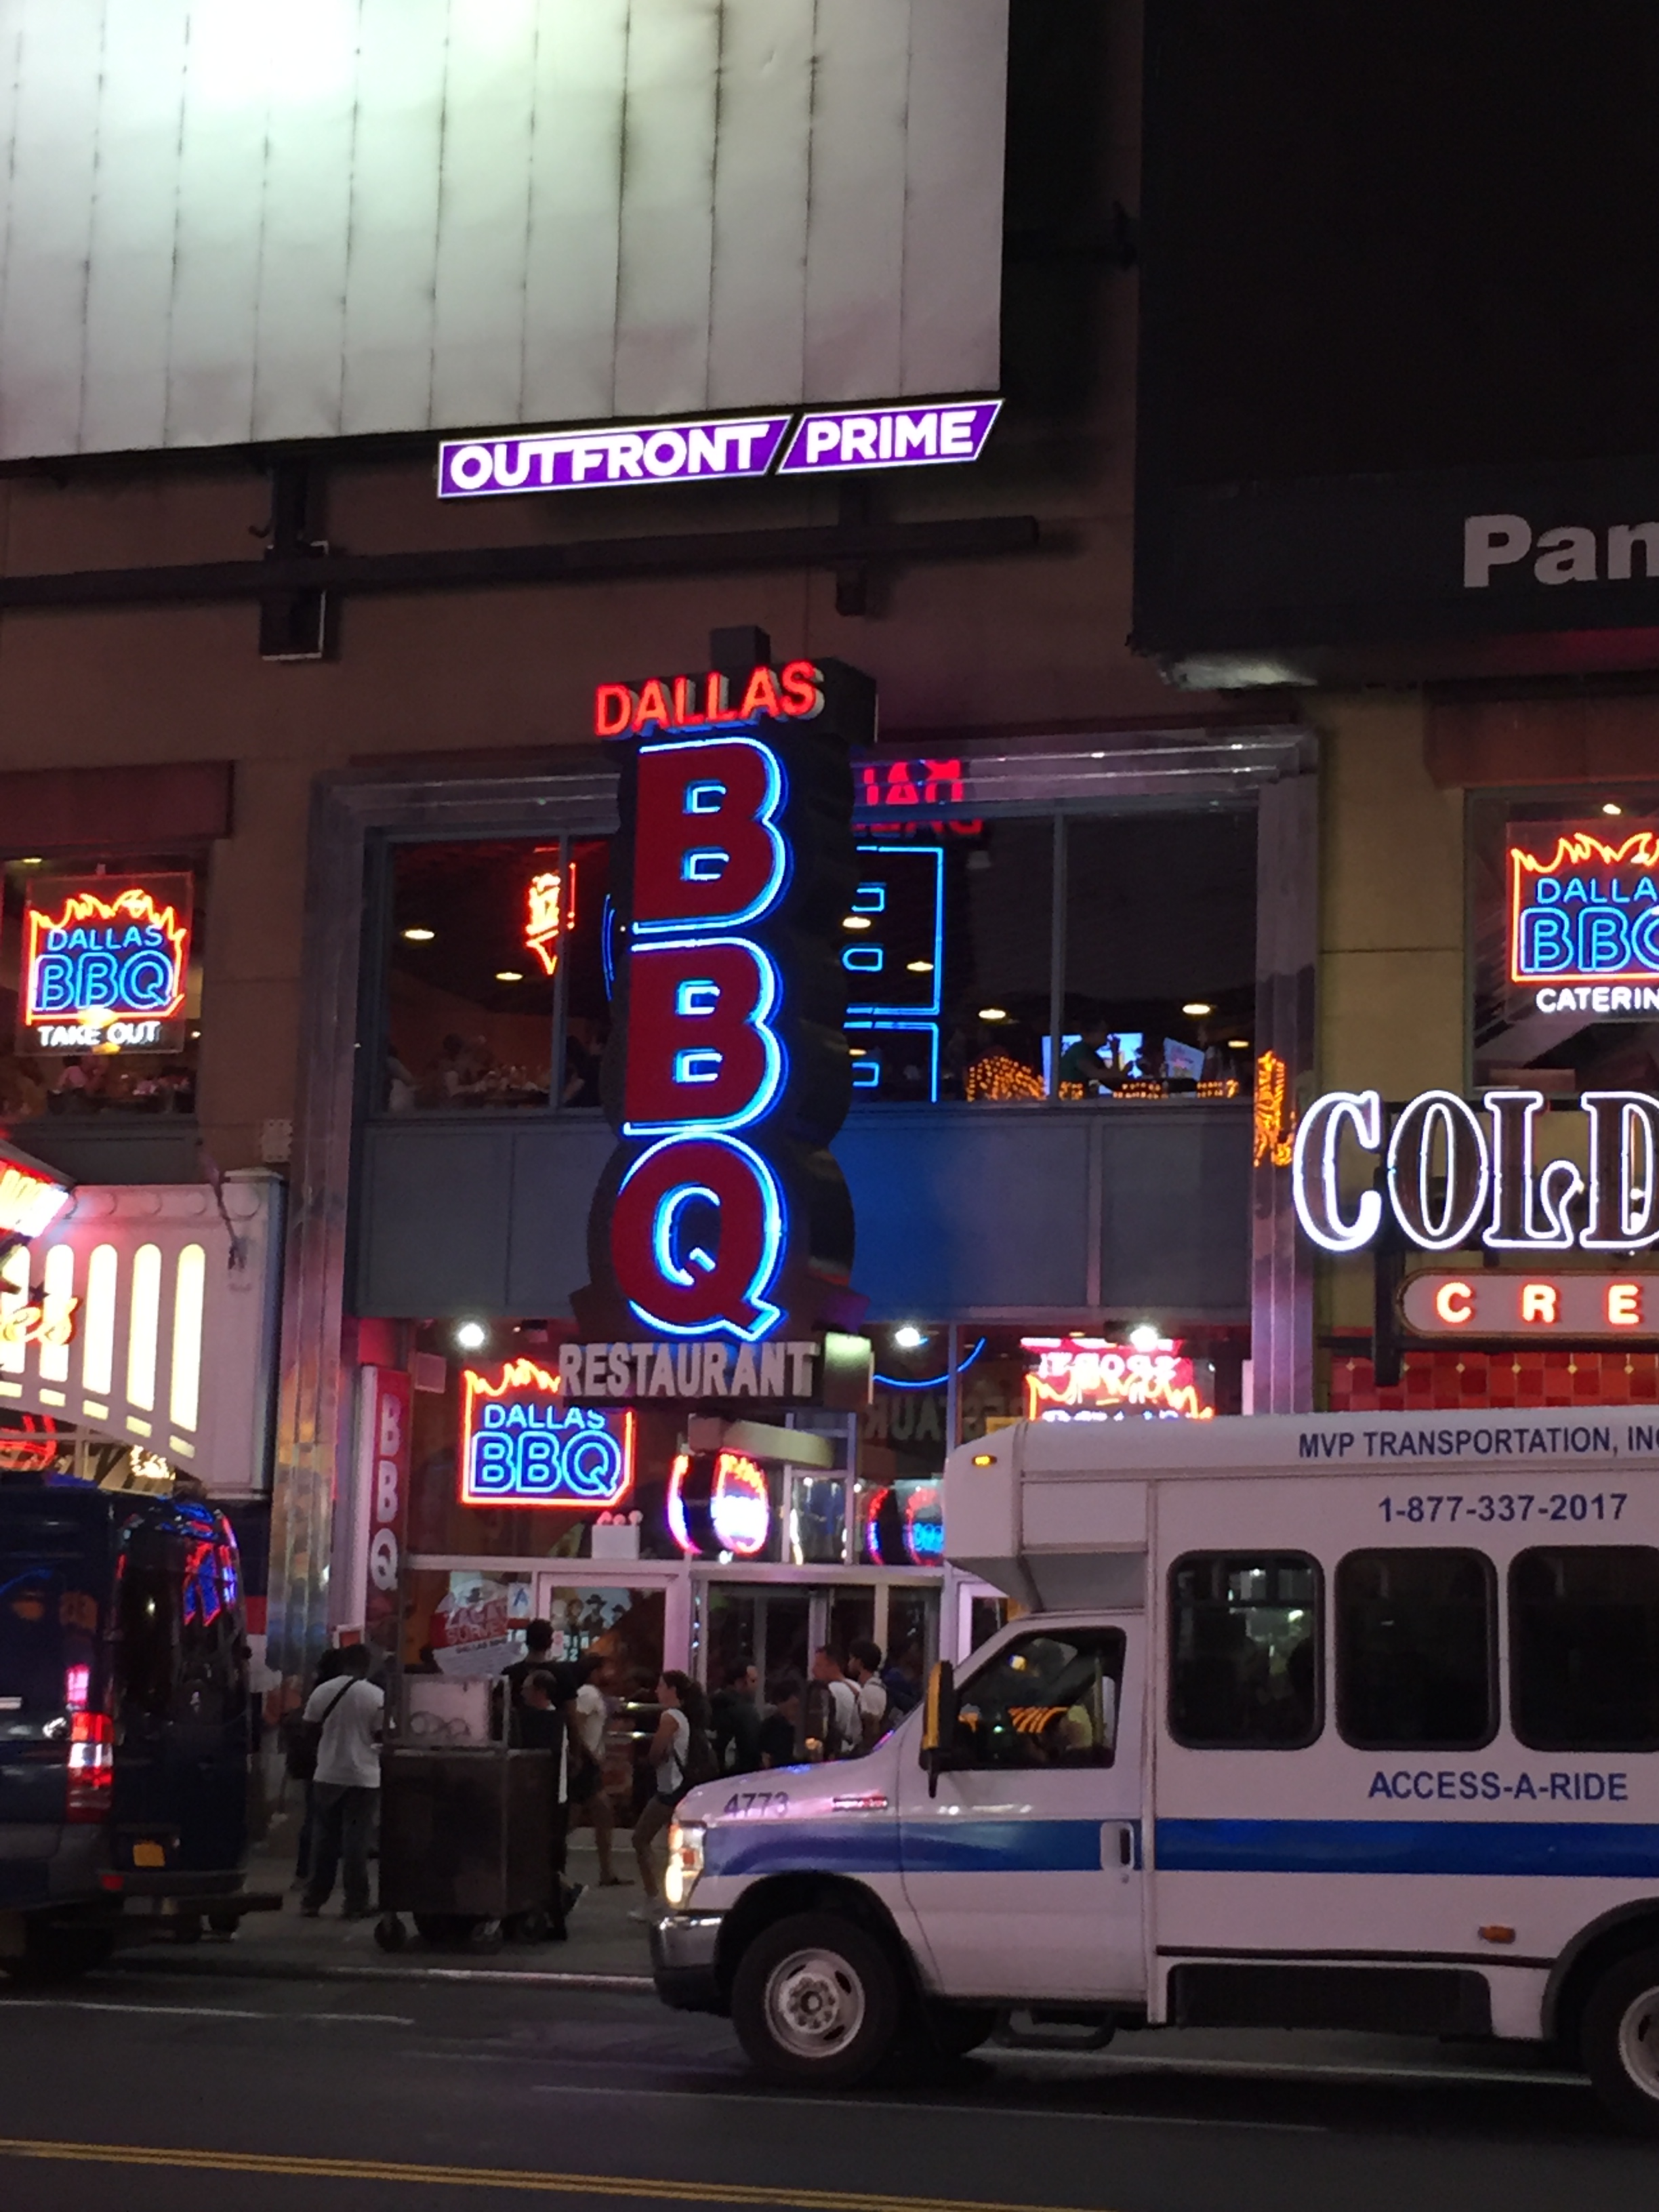 OUTFRONT/PRIME
Pan
DALLAS
BBQ
RESTAURANT
DALLAS
BBQ
TAKE OUT
DALLA
BBQ
CATERIN
COLD
CRE
DALLAS
BBQ
BBQ
MVP TRANSPORTATION, INC
1-877-337-2017
ACCESS-A-RIDE
4773